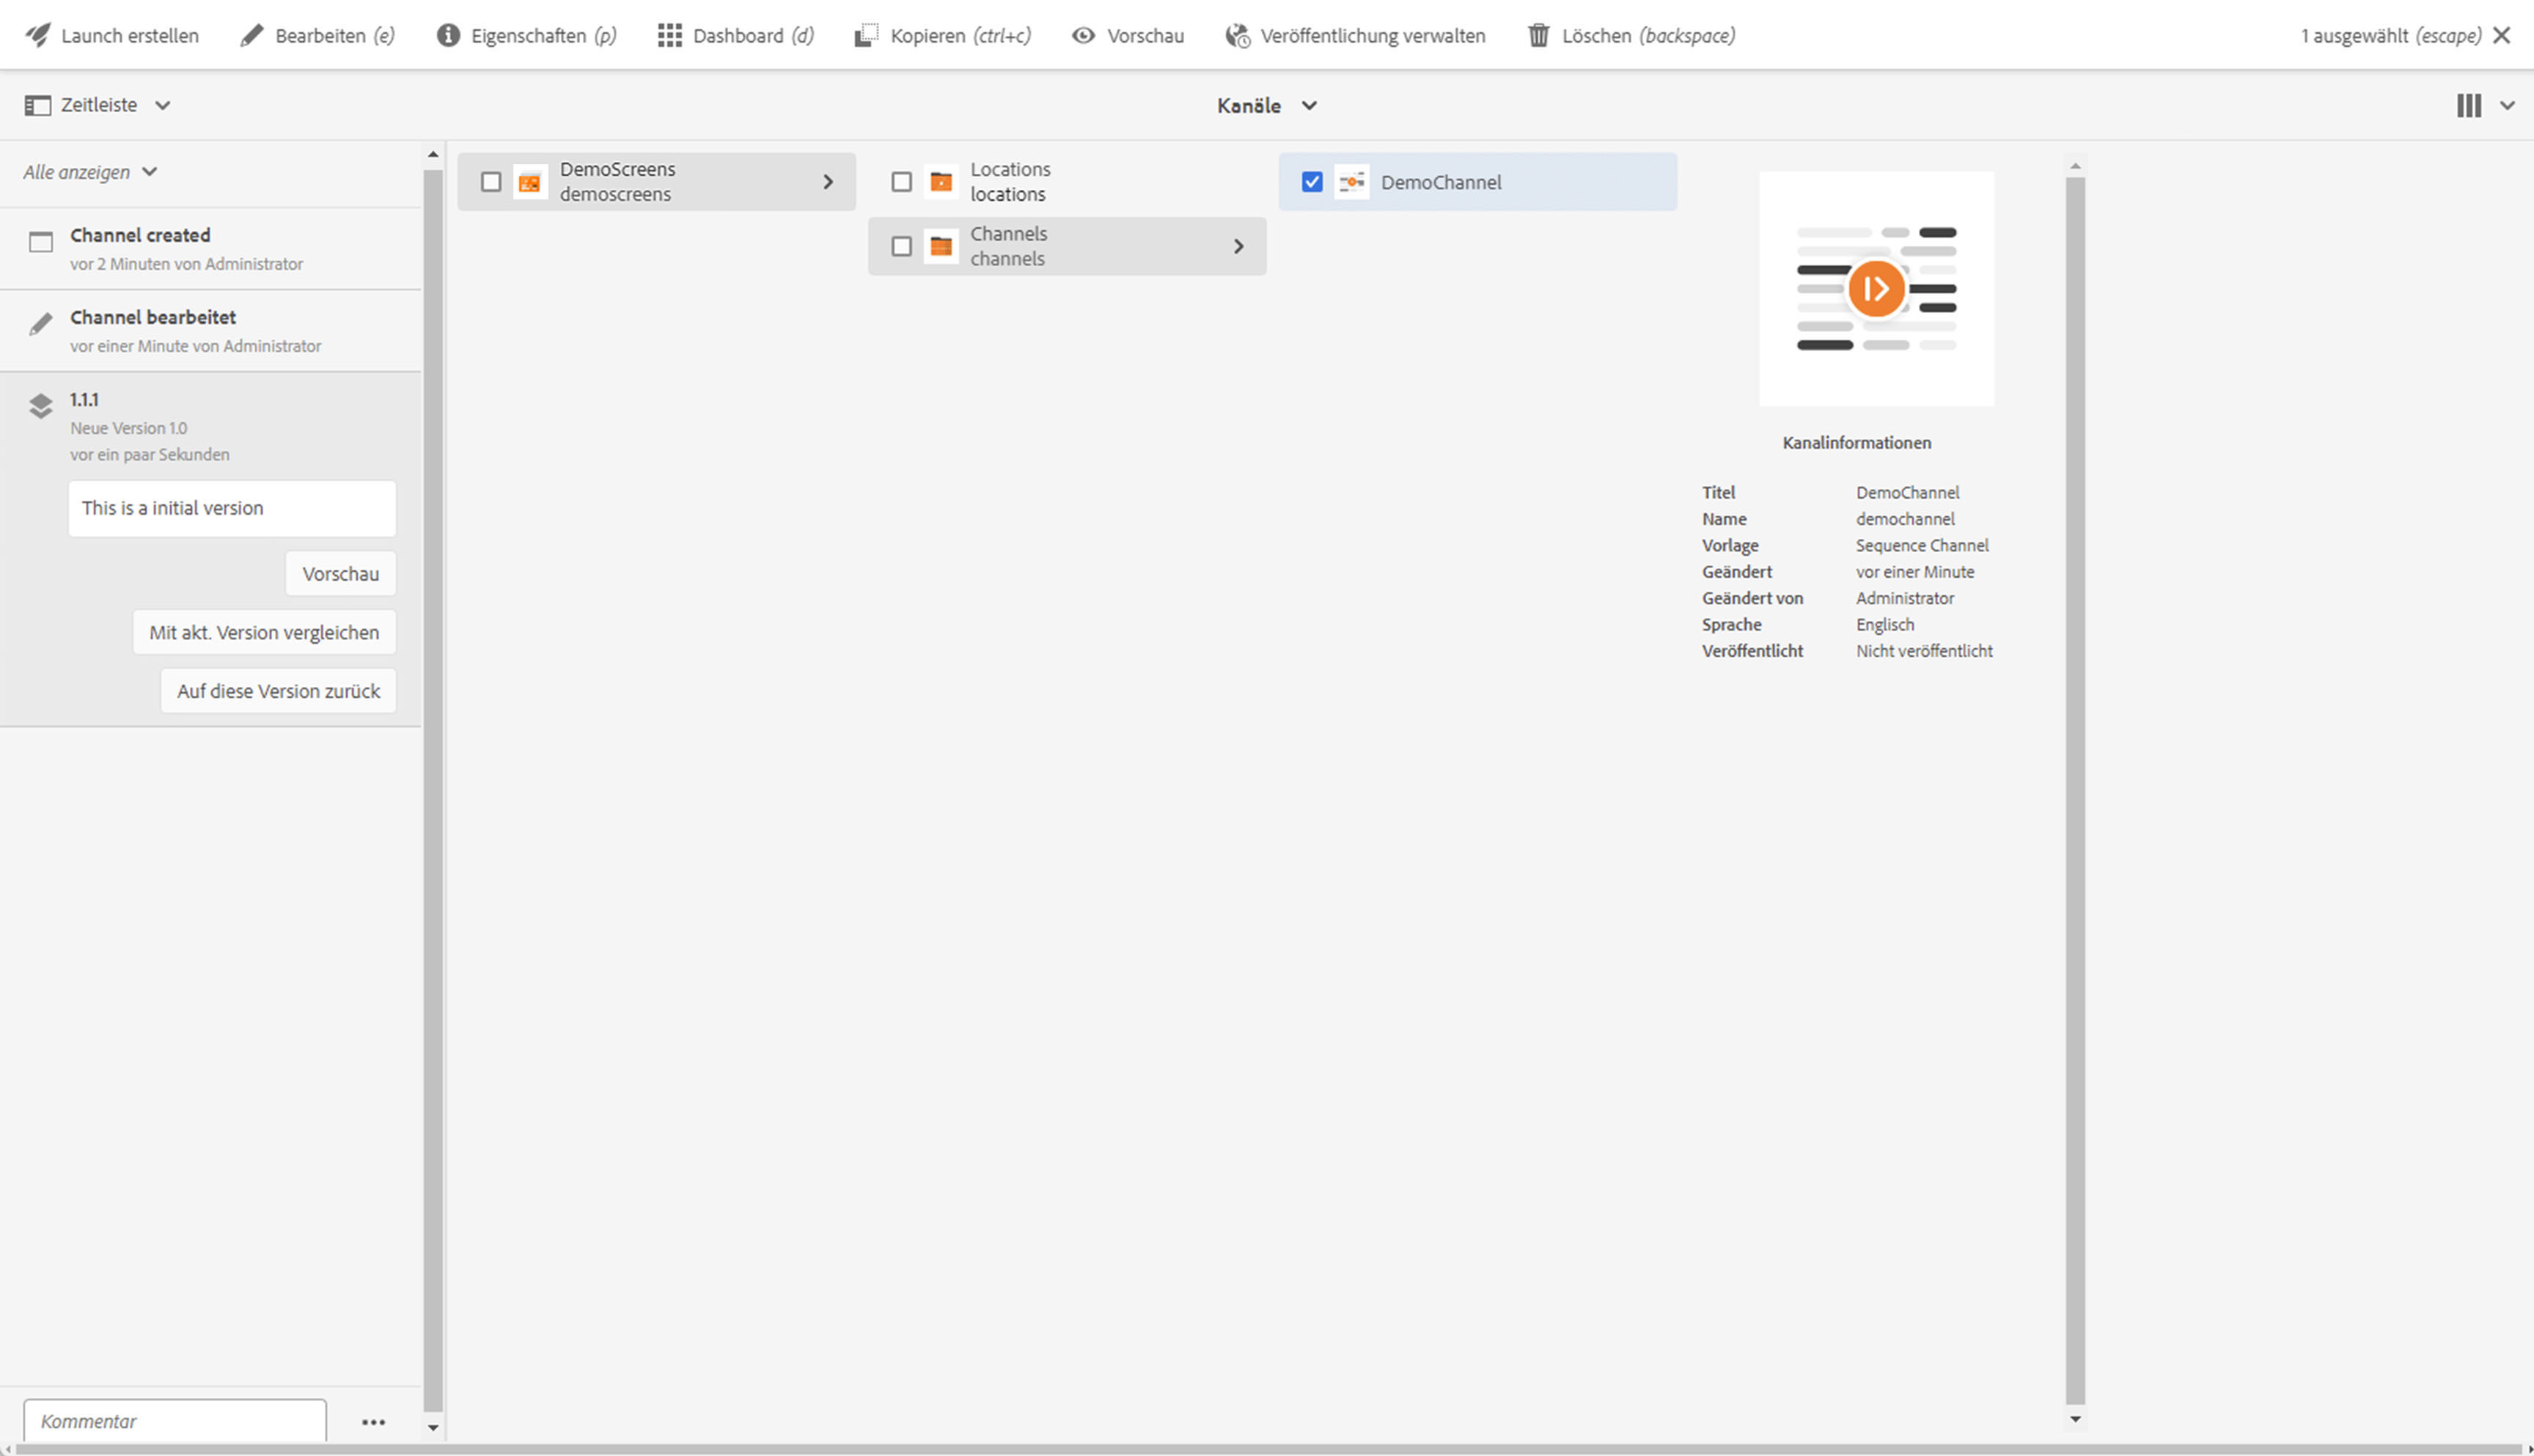 Launch erstellen Bearbeiten (e) Eigenschaften (p) Dashboard (d) Kopieren (ctrl+c) Vorschau Veröffentlichung verwalten Löschen (backspace) 1 ausgewählt (escape)
Zeitleiste Kanäle
Alle anzeigen
Channel created
vor 2 Minuten von Administrator
Channel bearbeitet
vor einer Minute von Administrator
1.1.1
Neue Version 1.0
vor ein paar Sekunden
This is a initial version
Vorschau
Mit akt. Version vergleichen
Auf diese Version zurück
Kommentar
DemoScreens
demoscreens
Locations
locations
Channels
channels
DemoChannel
Kanalinformationen
Titel DemoChannel
Name demochannel
Vorlage Sequence Channel
Geändert vor einer Minute
Geändert von Administrator
Sprache Englisch
Veröffentlicht Nicht veröffentlicht